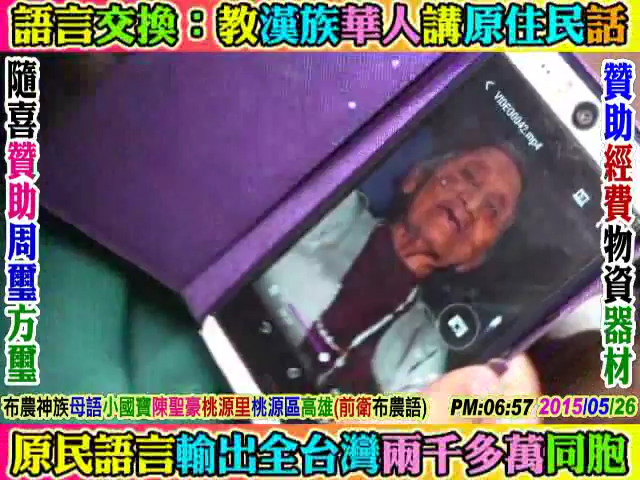 語言交換：教漢族華人講原住民話
隨喜贊助周璽方璽
贊助經費物資器材
VIDEO0042.mp4
布農神族母語小國寶陳聖豪桃源里桃源區高雄(前衛布農語) PM:06:57 2015/05/26
原民語言輸出全台灣兩千多萬同胞